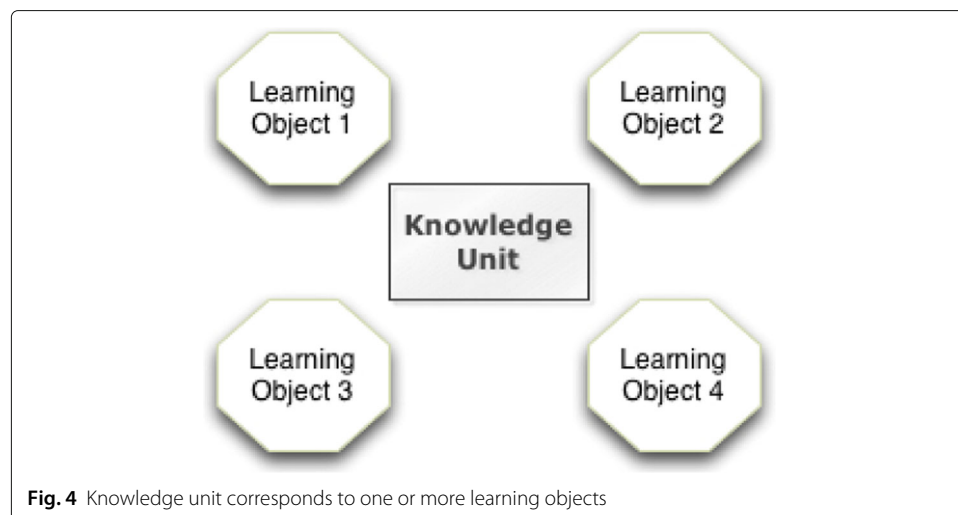 Learning
Object 1
Learning
Object 2
Knowledge
Unit
Learning
Object 3
Learning
Object 4
Fig. 4 Knowledge unit corresponds to one or more learning objects